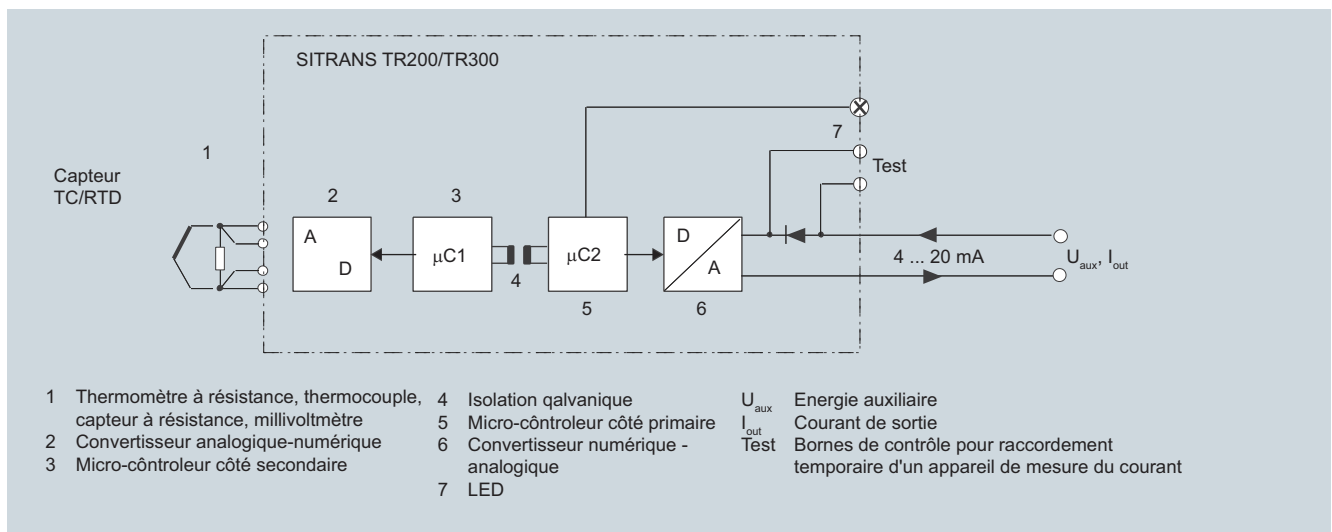 SITRANS TR200/TR300
1
Capteur
TC/RTD
2
3
7
Test
A
D
µC1
4
µC2
5
D
A
6
4 ... 20 mA
Uaux, Iout
1 Thermomètre à résistance, thermocouple,
capteur à résistance, millivoltmètre
2 Convertisseur analogique-numérique
3 Micro-côntroleur côté secondaire
4 Isolation qalvanique
5 Micro-côntroleur côté primaire
6 Convertisseur numérique -
analogique
7 LED
Uaux Energie auxiliaire
Iout Courant de sortie
Test Bornes de contrôle pour raccordement
temporaire d'un appareil de mesure du courant